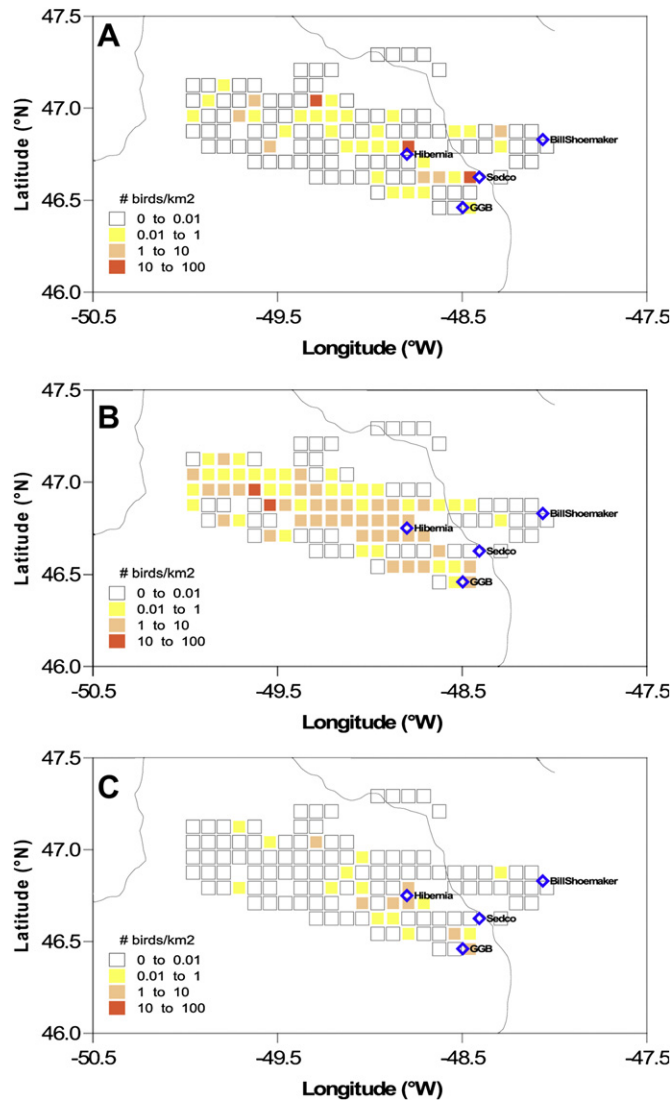 47.5
A
47.0
BillShoemaker
Hibernia
Latitude (°N)
Sedco
46.5
GGB
# birds/km2
0 to 0.01
0.01 to 1
1 to 10
10 to 100
46.0
-50.5 -49.5 -48.5 -47.5
Longitude (°W)
47.5
B
47.0
BillShoemaker
Hibernia
Latitude (°N)
Sedco
46.5
GGB
# birds/km2
0 to 0.01
0.01 to 1
1 to 10
10 to 100
46.0
-50.5 -49.5 -48.5 -47.5
Longitude (°W)
47.5
C
47.0
BillShoemaker
Hibernia
Latitude (°N)
Sedco
46.5
GGB
# birds/km2
0 to 0.01
0.01 to 1
1 to 10
10 to 100
46.0
-50.5 -49.5 -48.5 -47.5
Longitude (°W)